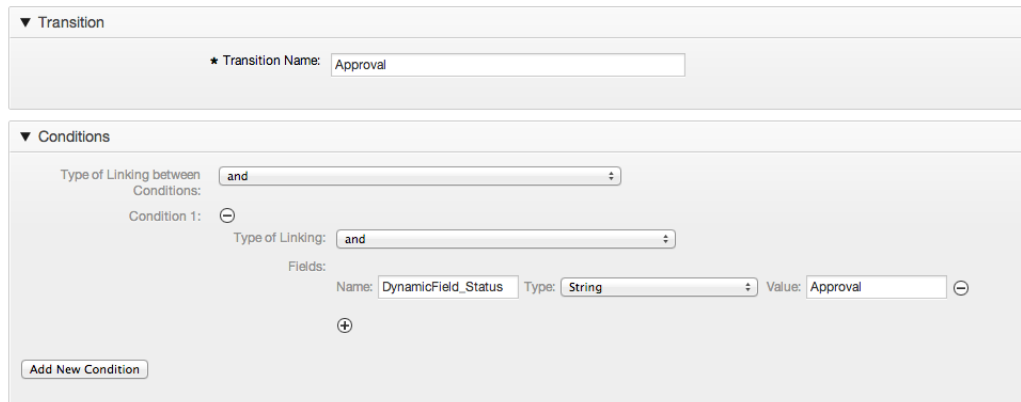 ▼ Transition
★ Transition Name: Approval
▼ Conditions
Type of Linking between
Conditions: and
Condition 1:
Type of Linking: and
Fields:
Name: DynamicField_Status Type: String Value: Approval
Add New Condition